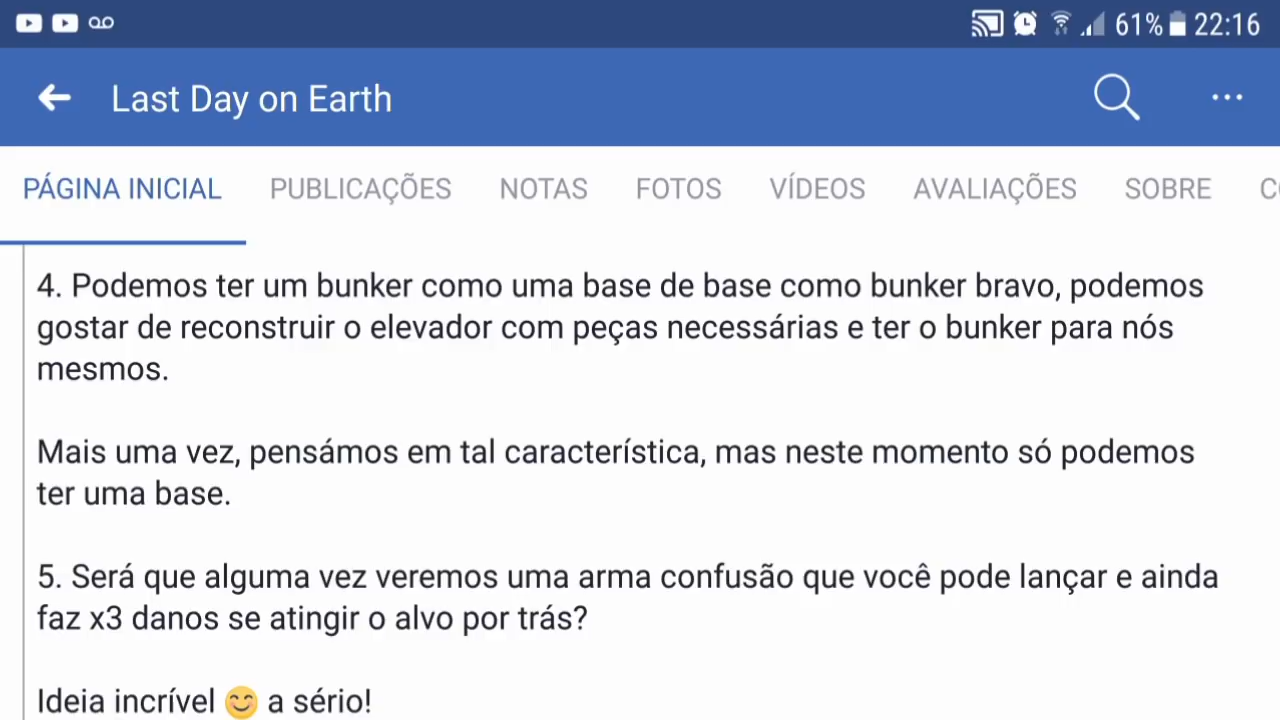 61% 22:16
Last Day on Earth
PÁGINA INICIAL PUBLICAÇÕES NOTAS FOTOS VÍDEOS AVALIAÇÕES SOBRE
4. Podemos ter um bunker como uma base de base como bunker bravo, podemos
gostar de reconstruir o elevador com peças necessárias e ter o bunker para nós
mesmos.
Mais uma vez, pensámos em tal característica, mas neste momento só podemos
ter uma base.
5. Será que alguma vez veremos uma arma confusão que você pode lançar e ainda
faz x3 danos se atingir o alvo por trás?
Ideia incrível 😊 a sério!